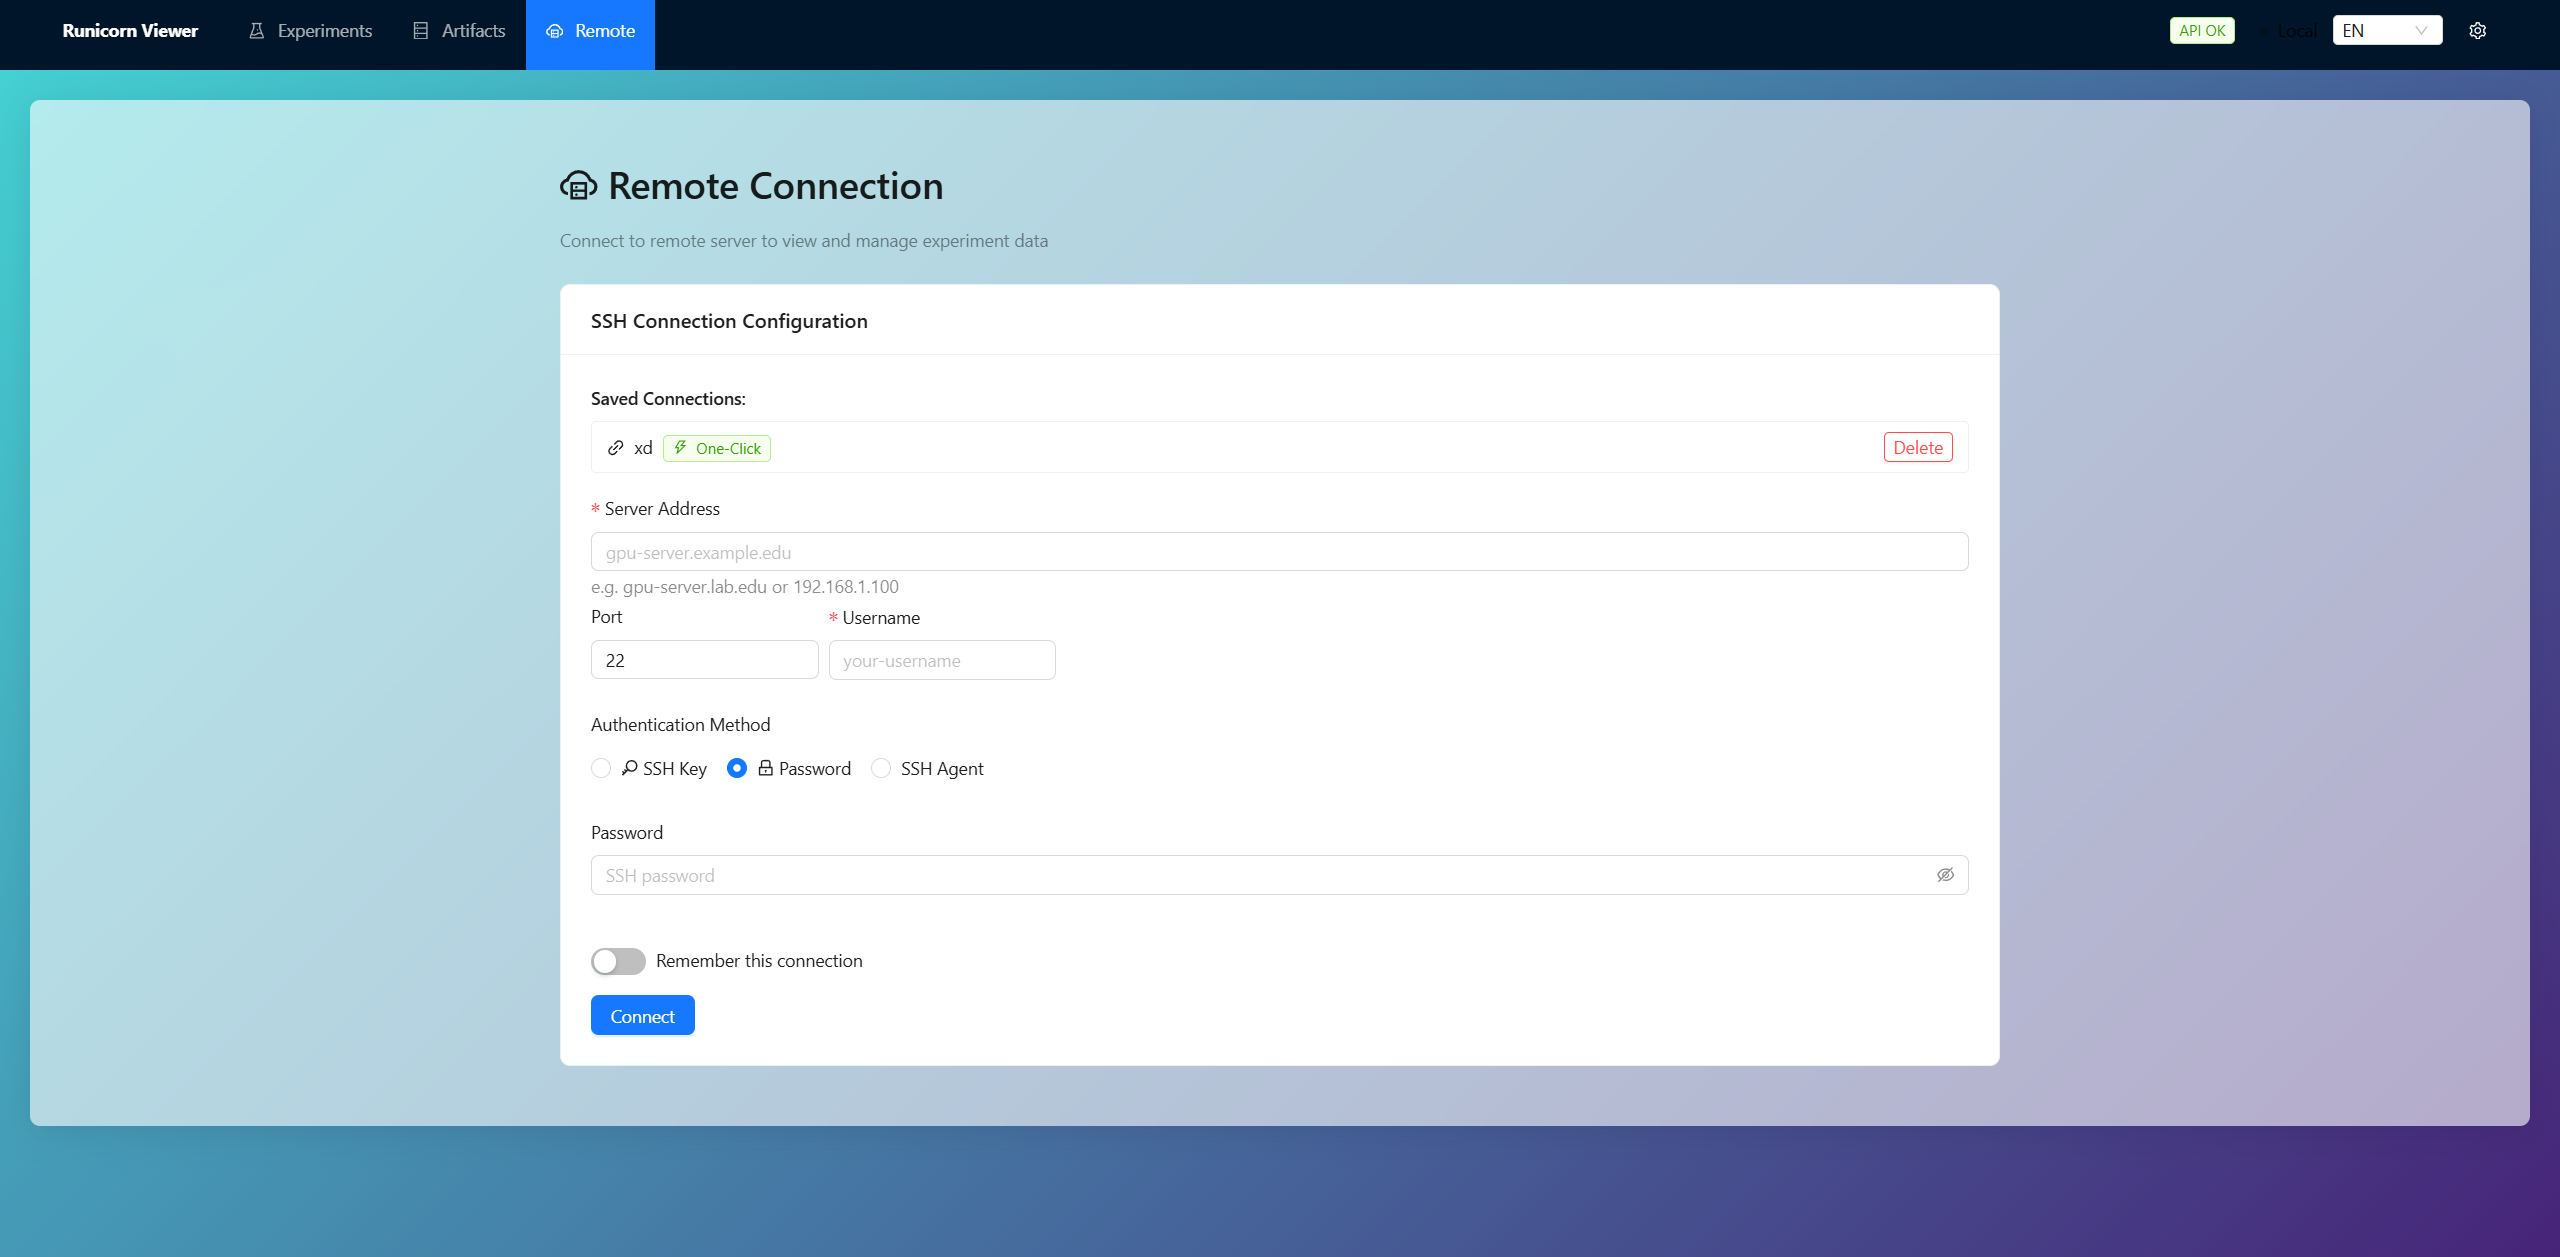 Runicorn Viewer
Experiments
Artifacts
Remote
API OK
Local
EN
Remote Connection
Connect to remote server to view and manage experiment data
SSH Connection Configuration
Saved Connections:
xd
One-Click
Delete
* Server Address
gpu-server.example.edu
e.g. gpu-server.lab.edu or 192.168.1.100
Port
* Username
22
your-username
Authentication Method
SSH Key
Password
SSH Agent
Password
SSH password
Remember this connection
Connect